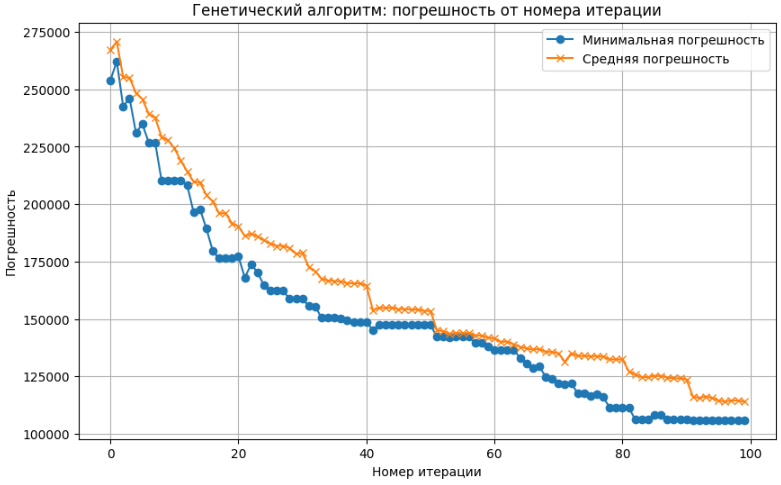 Генетический алгоритм: погрешность от номера итерации
Минимальная погрешность
Средняя погрешность
Погрешность
275000
250000
225000
200000
175000
150000
125000
100000
0
20
40
60
80
100
Номер итерации